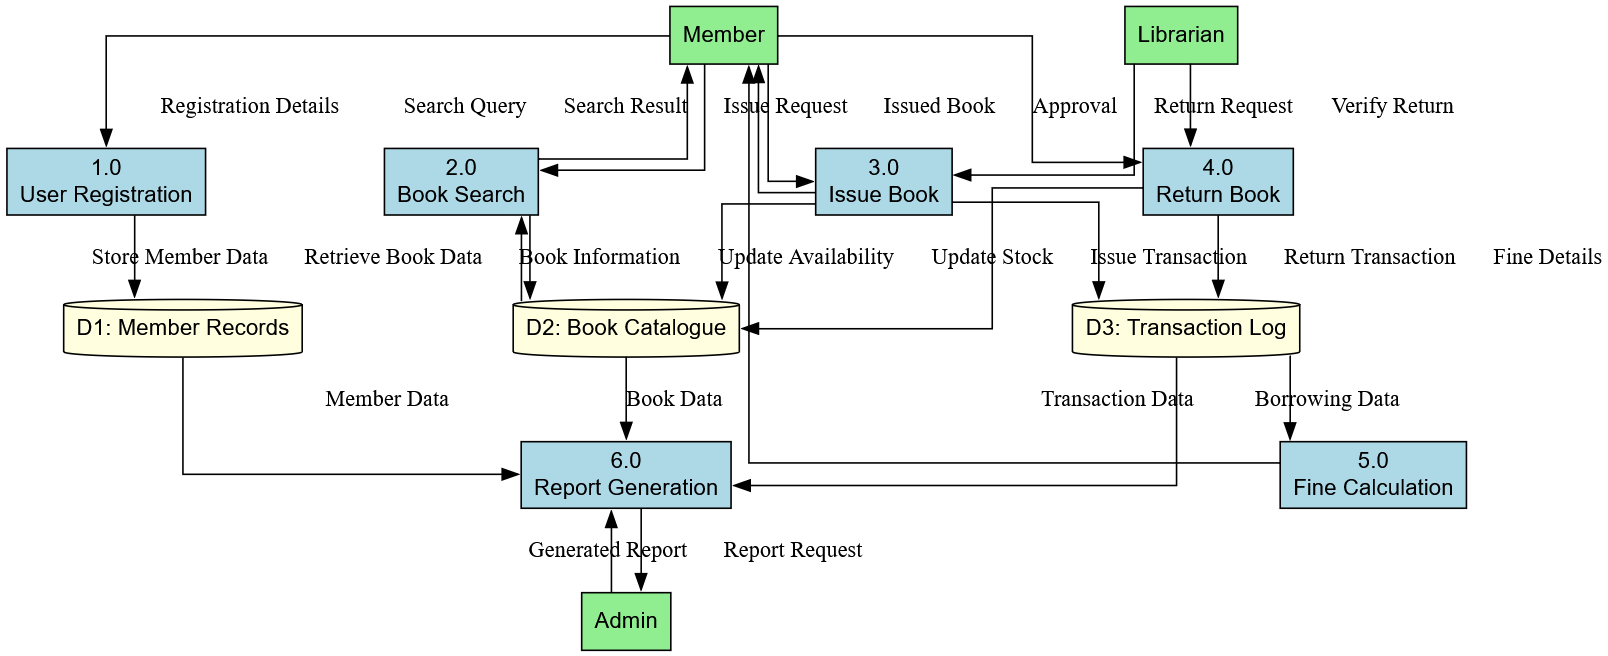 Member
Librarian
Registration Details
Search Query
Search Result
Issue Request
Issued Book
Approval
Return Request
Verify Return
1.0
User Registration
2.0
Book Search
3.0
Issue Book
4.0
Return Book
Store Member Data
Retrieve Book Data
Book Information
Update Availability
Update Stock
Issue Transaction
Return Transaction
Fine Details
D1: Member Records
D2: Book Catalogue
D3: Transaction Log
Member Data
Book Data
Transaction Data
Borrowing Data
6.0
Report Generation
5.0
Fine Calculation
Generated Report
Report Request
Admin